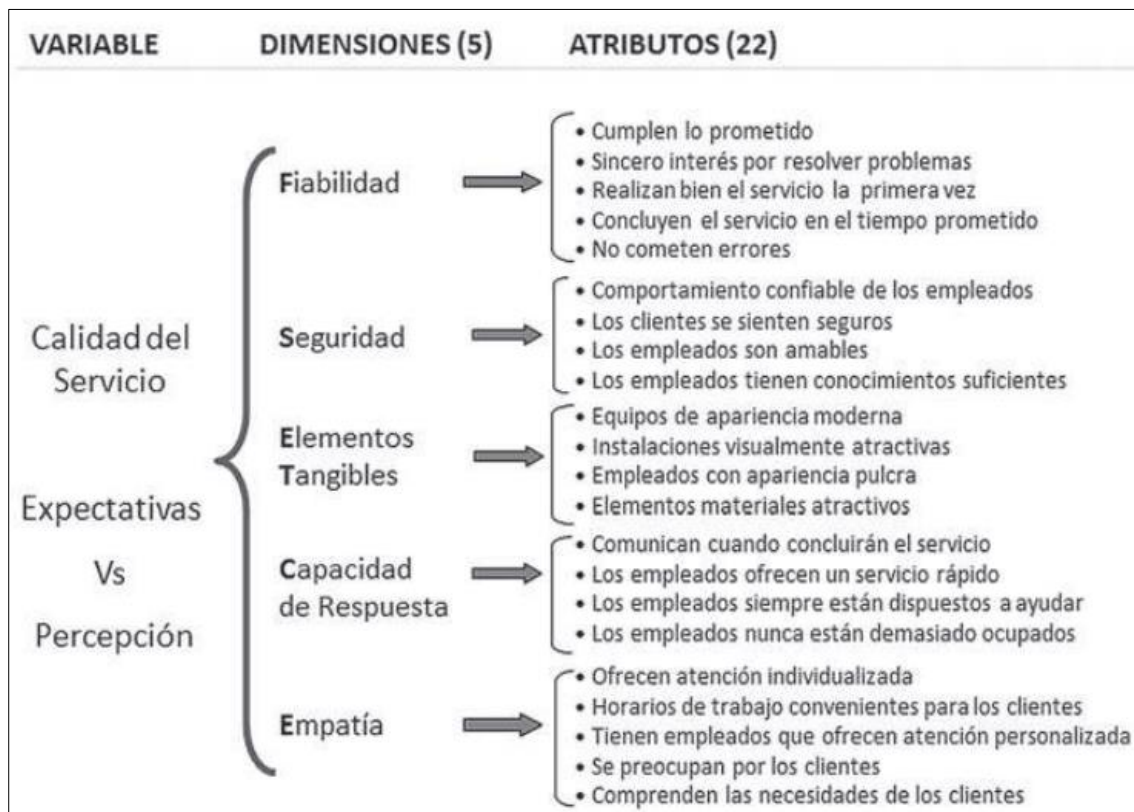 VARIABLE DIMENSIONES (5) ATRIBUTOS (22)
Calidad del
Servicio
Expectativas
Vs
Percepción
Fiabilidad
• Cumplen lo prometido
• Sincero interés por resolver problemas
• Realizan bien el servicio la primera vez
• Concluyen el servicio en el tiempo prometido
• No cometen errores
Seguridad
• Comportamiento confiable de los empleados
• Los clientes se sienten seguros
• Los empleados son amables
• Los empleados tienen conocimientos suficientes
Elementos
Tangibles
• Equipos de apariencia moderna
• Instalaciones visualmente atractivas
• Empleados con apariencia pulcra
• Elementos materiales atractivos
Capacidad
de Respuesta
• Comunican cuando concluirán el servicio
• Los empleados ofrecen un servicio rápido
• Los empleados siempre están dispuestos a ayudar
• Los empleados nunca están demasiado ocupados
Empatía
• Ofrecen atención individualizada
• Horarios de trabajo convenientes para los clientes
• Tienen empleados que ofrecen atención personalizada
• Se preocupan por los clientes
• Comprenden las necesidades de los clientes